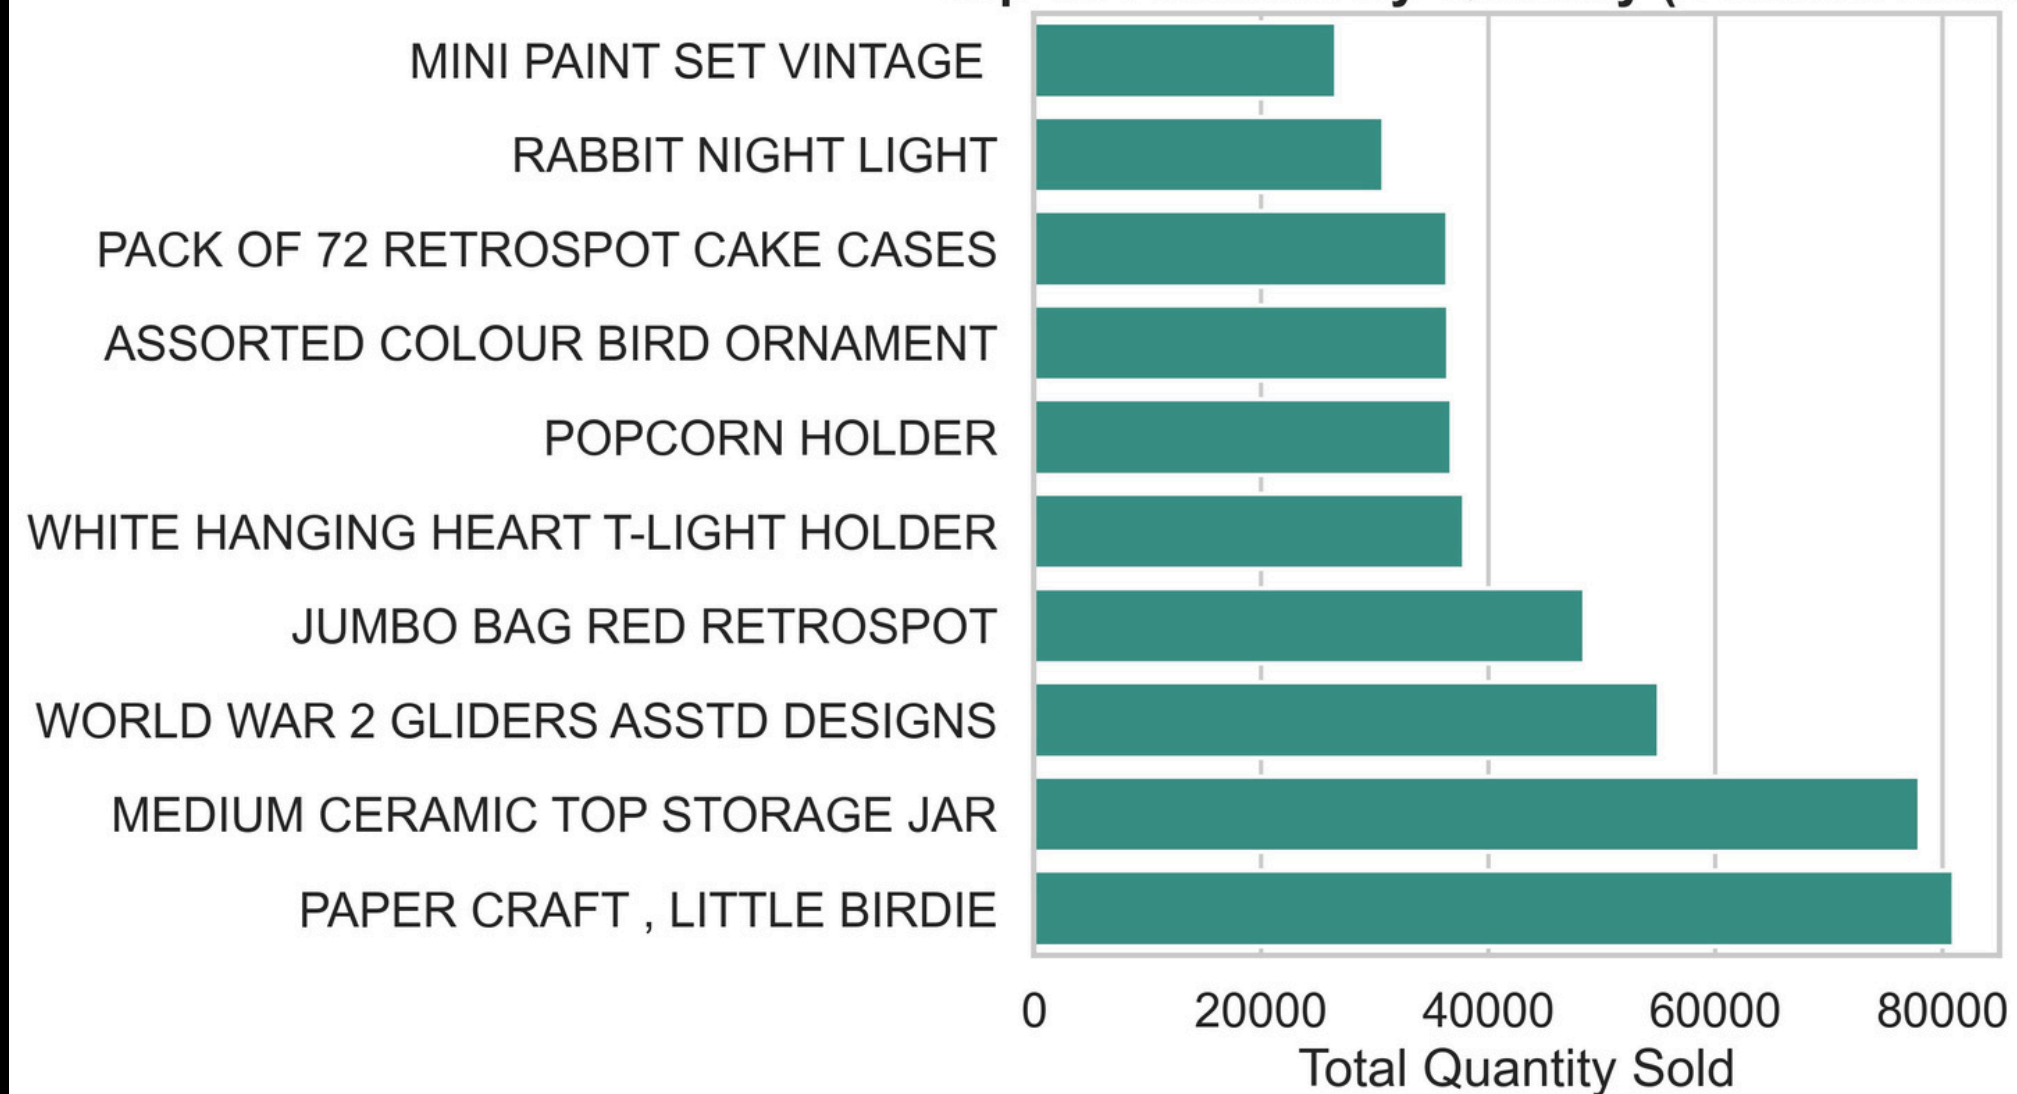 MINI PAINT SET VINTAGE
RABBIT NIGHT LIGHT
PACK OF 72 RETROSPOT CAKE CASES
ASSORTED COLOUR BIRD ORNAMENT
POPCORN HOLDER
WHITE HANGING HEART T-LIGHT HOLDER
JUMBO BAG RED RETROSPOT
WORLD WAR 2 GLIDERS ASSTD DESIGNS
MEDIUM CERAMIC TOP STORAGE JAR
PAPER CRAFT , LITTLE BIRDIE
0 20000 40000 60000 80000
Total Quantity Sold